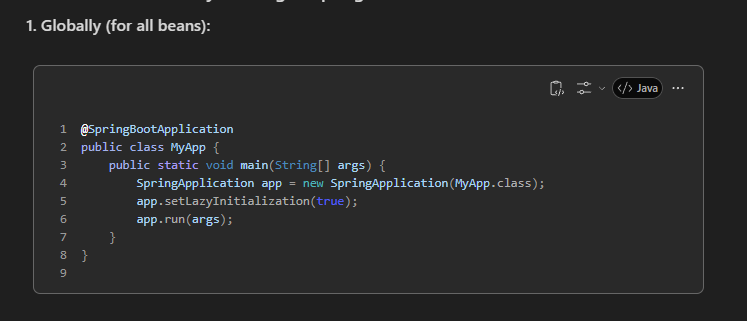 1. Globally (for all beans):
</> Java
1 @SpringBootApplication
2 public class MyApp {
3     public static void main(String[] args) {
4         SpringApplication app = new SpringApplication(MyApp.class);
5         app.setLazyInitialization(true);
6         app.run(args);
7     }
8 }
9